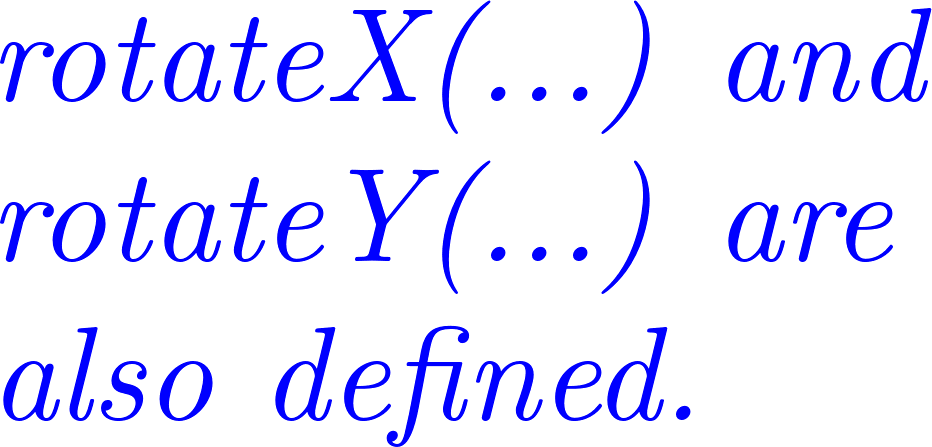 rotateX(...) and
rotateY(...) are
also defined.